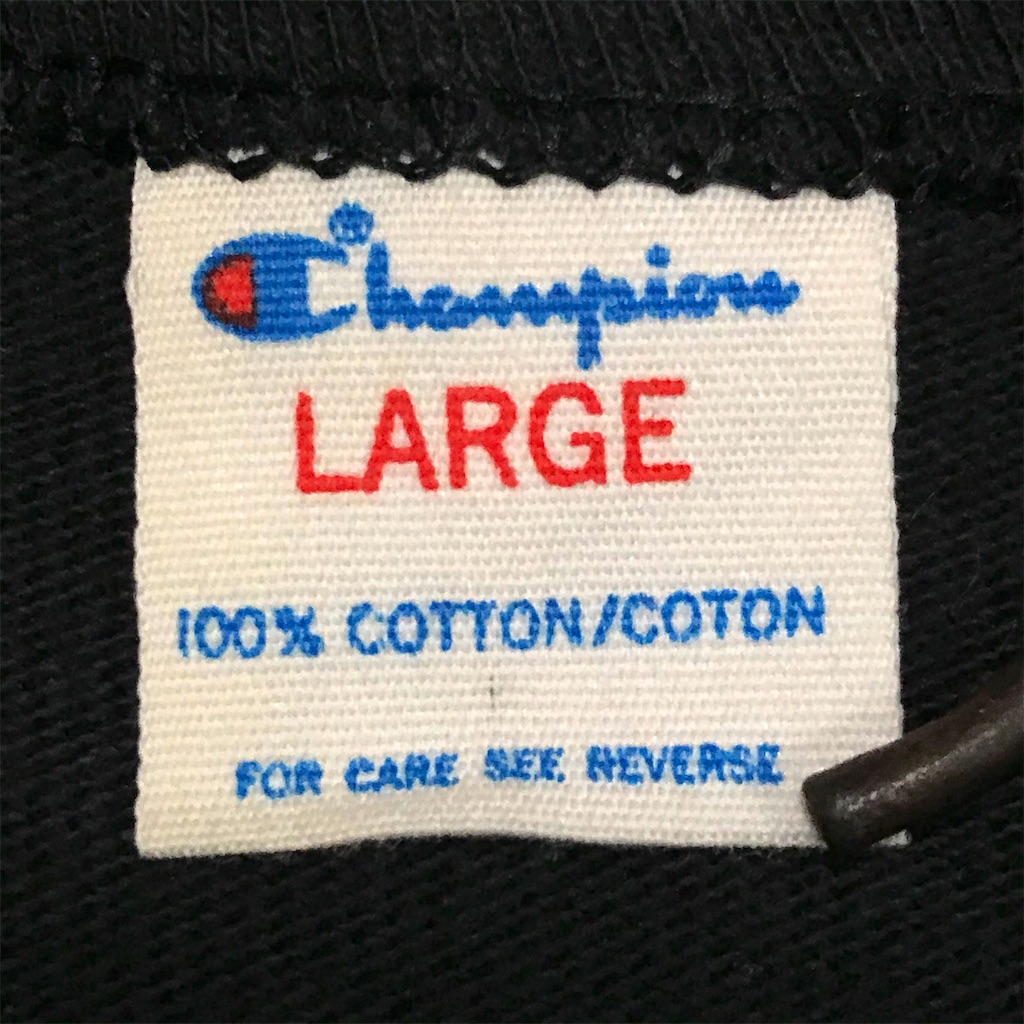 Champion®
LARGE
100% COTTON/COTON
FOR CARE SEE REVERSE